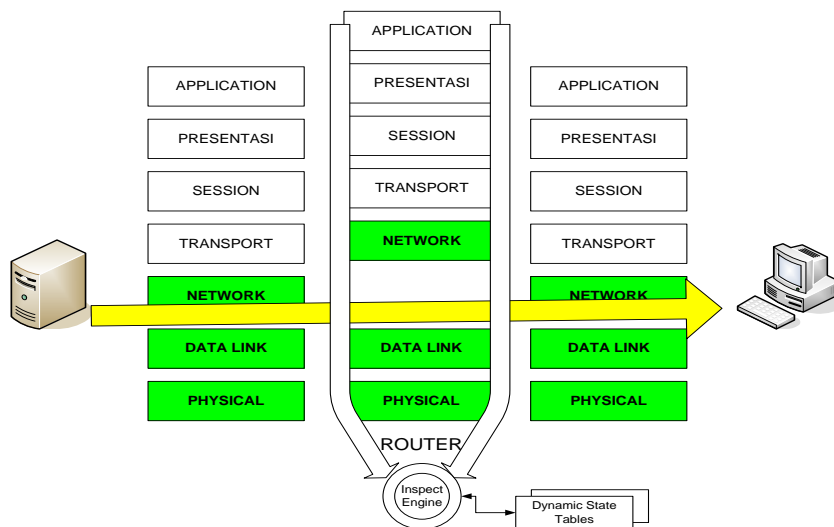 APPLICATION
PRESENTASI
SESSION
TRANSPORT
NETWORK
DATA LINK
PHYSICAL
APPLICATION
PRESENTASI
SESSION
TRANSPORT
NETWORK
DATA LINK
PHYSICAL
ROUTER
Inspect
Engine
Dynamic State
Tables
APPLICATION
PRESENTASI
SESSION
TRANSPORT
NETWORK
DATA LINK
PHYSICAL